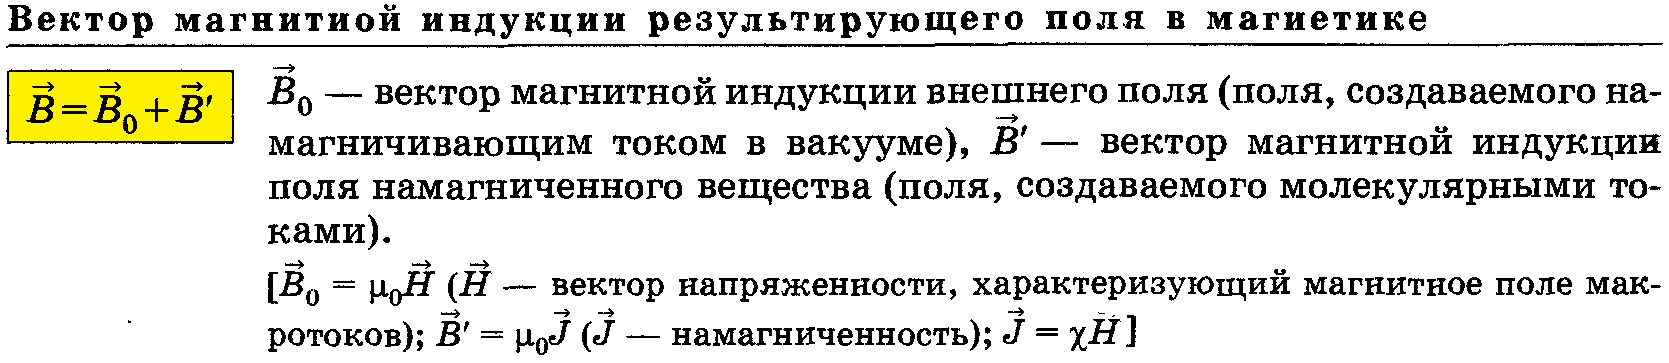 Вектор магнитной индукции результирующего поля в магнетике
B⃗ = B⃗₀ + B⃗′
B⃗₀ — вектор магнитной индукции внешнего поля (поля, создаваемого на-
магничивающим током в вакууме), B⃗′ — вектор магнитной индукции
поля намагниченного вещества (поля, создаваемого молекулярными то-
ками).
[B⃗₀ = μ₀H⃗ (H⃗ — вектор напряженности, характеризующий магнитное поле мак-
ротоков); B⃗′ = μ₀J⃗ (J⃗ — намагниченность); J⃗ = χH⃗]